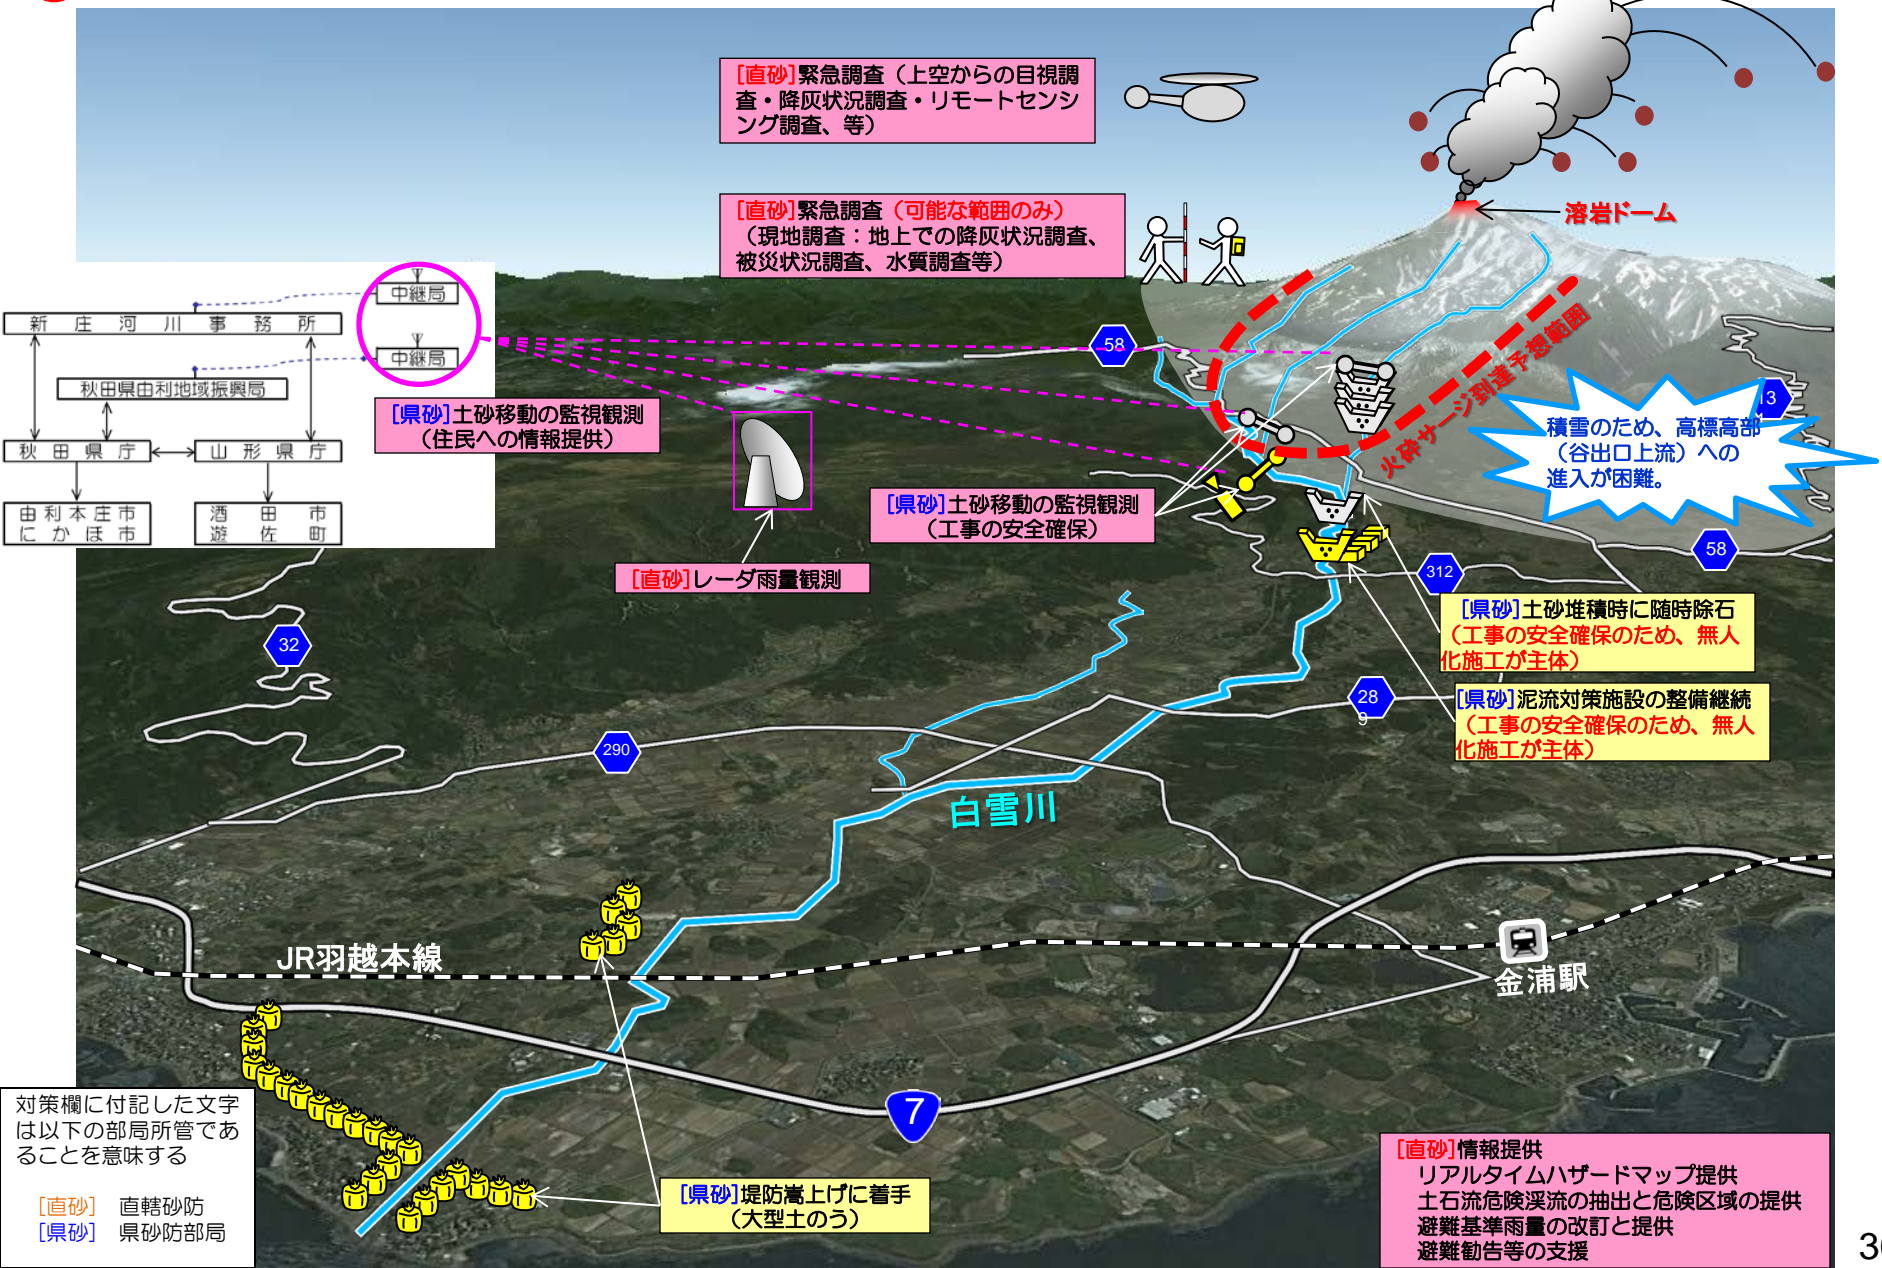 [直砂]緊急調査（上空からの目視調
査・降灰状況調査・リモートセンシ
ング調査、等）
[直砂]緊急調査（可能な範囲のみ）
（現地調査：地上での降灰状況調査、
被災状況調査、水質調査等）
溶岩ドーム
火砕サージ到達予想範囲
中継局
新庄河川事務所
中継局
秋田県由利地域振興局
秋田県庁
山形県庁
由利本荘市
にかほ市
酒田市
遊佐町
[県砂]土砂移動の監視観測
（住民への情報提供）
58
13
積雪のため、高標高部
（谷出口上流）への
進入が困難。
[県砂]土砂移動の監視観測
（工事の安全確保）
[直砂]レーダ雨量観測
58
312
[県砂]土砂堆積時に随時除石
（工事の安全確保のため、無人
化施工が主体）
32
28
9
[県砂]泥流対策施設の整備継続
（工事の安全確保のため、無人
化施工が主体）
290
白雪川
JR羽越本線
金浦駅
7
対策欄に付記した文字
は以下の部局所管であ
ることを意味する
[直砂] 直轄砂防
[県砂] 県砂防部局
[県砂]堤防嵩上げに着手
（大型土のう）
[直砂]情報提供
リアルタイムハザードマップ提供
土石流危険渓流の抽出と危険区域の提供
避難基準雨量の改訂と提供
避難勧告等の支援